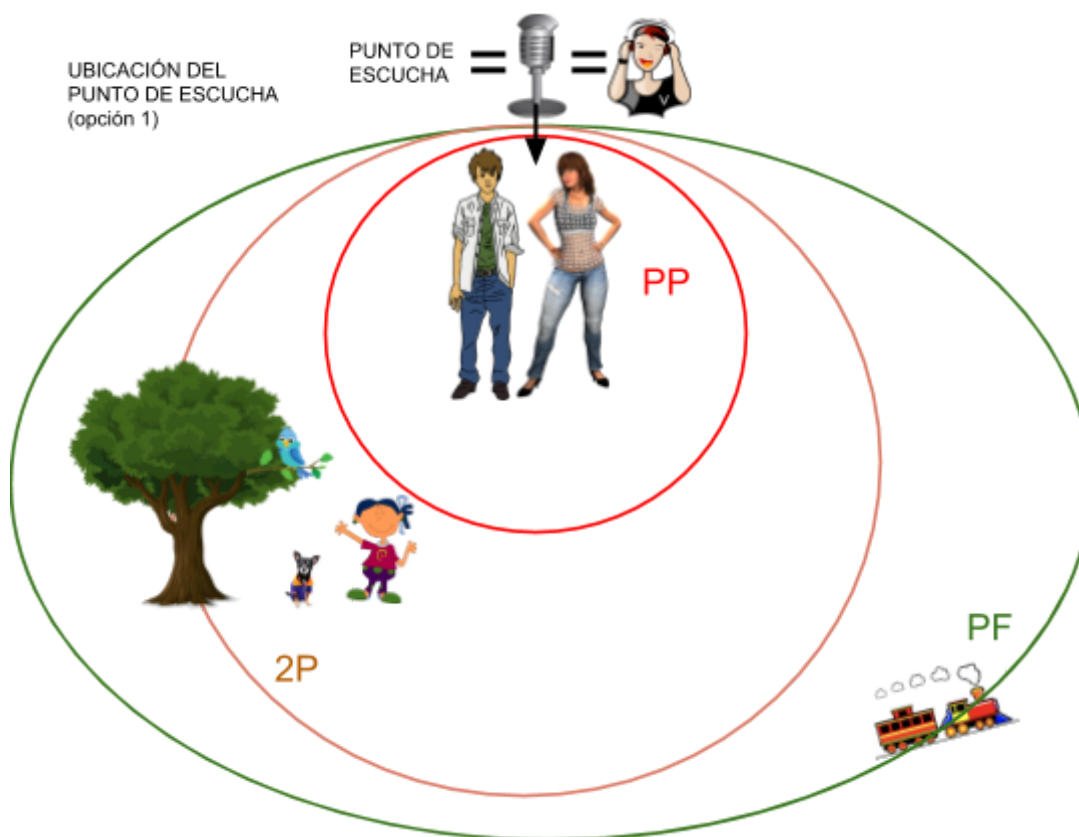 PUNTO DE
ESCUCHA
UBICACIÓN DEL
PUNTO DE ESCUCHA
(opción 1)
V
PP
PF
2P